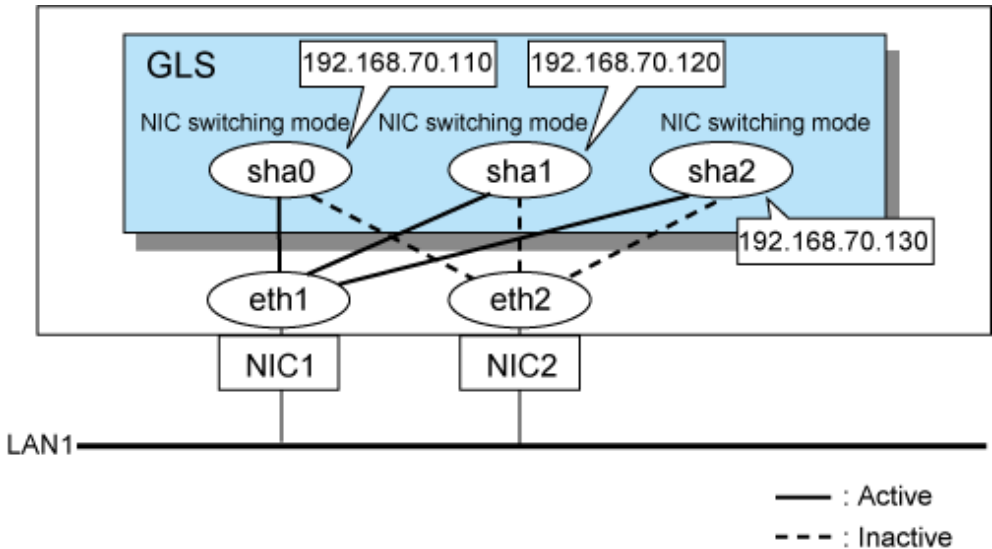 GLS
192.168.70.110
192.168.70.120
NIC switching mode
NIC switching mode
NIC switching mode
sha0
sha1
sha2
192.168.70.130
eth1
eth2
NIC1
NIC2
LAN1
: Active
: Inactive